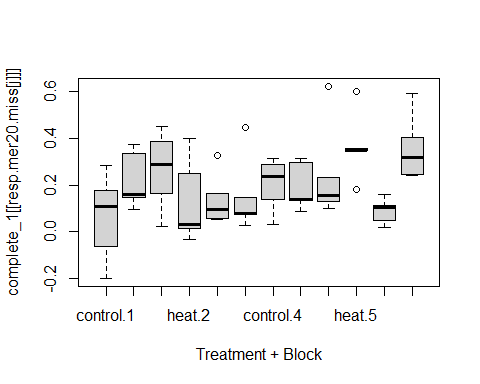 complete_1[[resp.mer20.miss[j]]]
0.6
0.4
0.2
0.0
-0.2
control.1 heat.2 control.4 heat.5
Treatment + Block